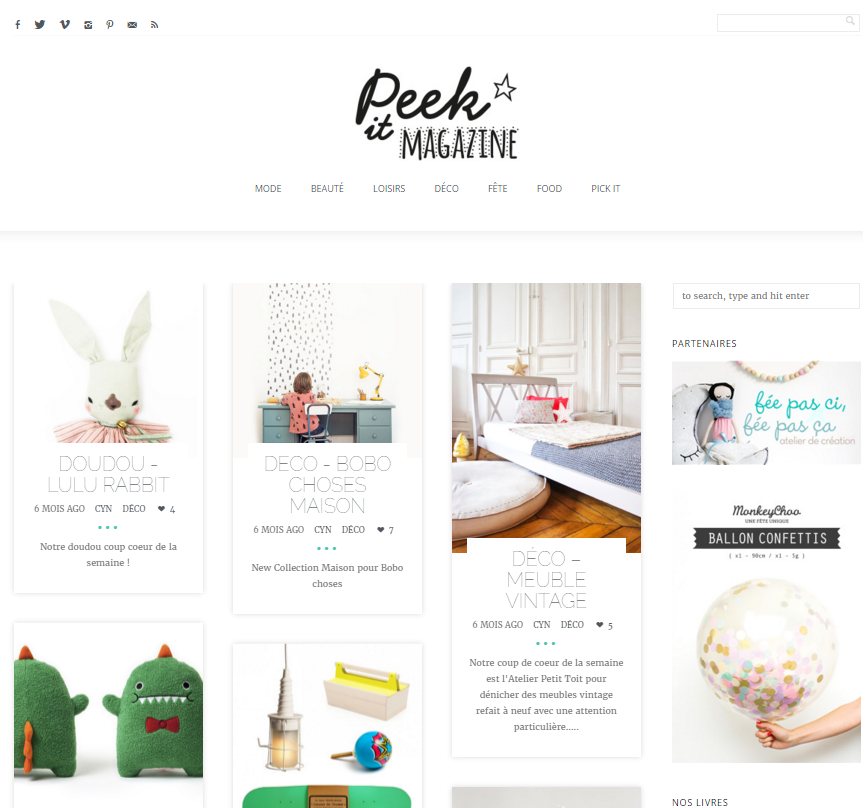 Peek
it MAGAZINE
MODE BEAUTÉ LOISIRS DÉCO FÊTE FOOD PICK IT
DOUDOU –
LULU RABBIT
6 MOIS AGO CYN DÉCO 4
Notre doudou coup coeur de la
semaine !
DECO - BOBO
CHOSES
MAISON
6 MOIS AGO CYN DÉCO 7
New Collection Maison pour Bobo
choses
DÉCO –
MEUBLE
VINTAGE
6 MOIS AGO CYN DÉCO 5
Notre coup de coeur de la semaine
est l'Atelier Petit Toit pour
dénicher des meubles vintage
refait à neuf avec une attention
particulière.....
to search, type and hit enter
PARTENAIRES
fée pas ci,
fée pas ça
atelier de création
MonkeyChoo
UNE FÊTE UNIQUE
BALLON CONFETTIS
( x1 - 90cm / x1 - 5g )
NOS LIVRES